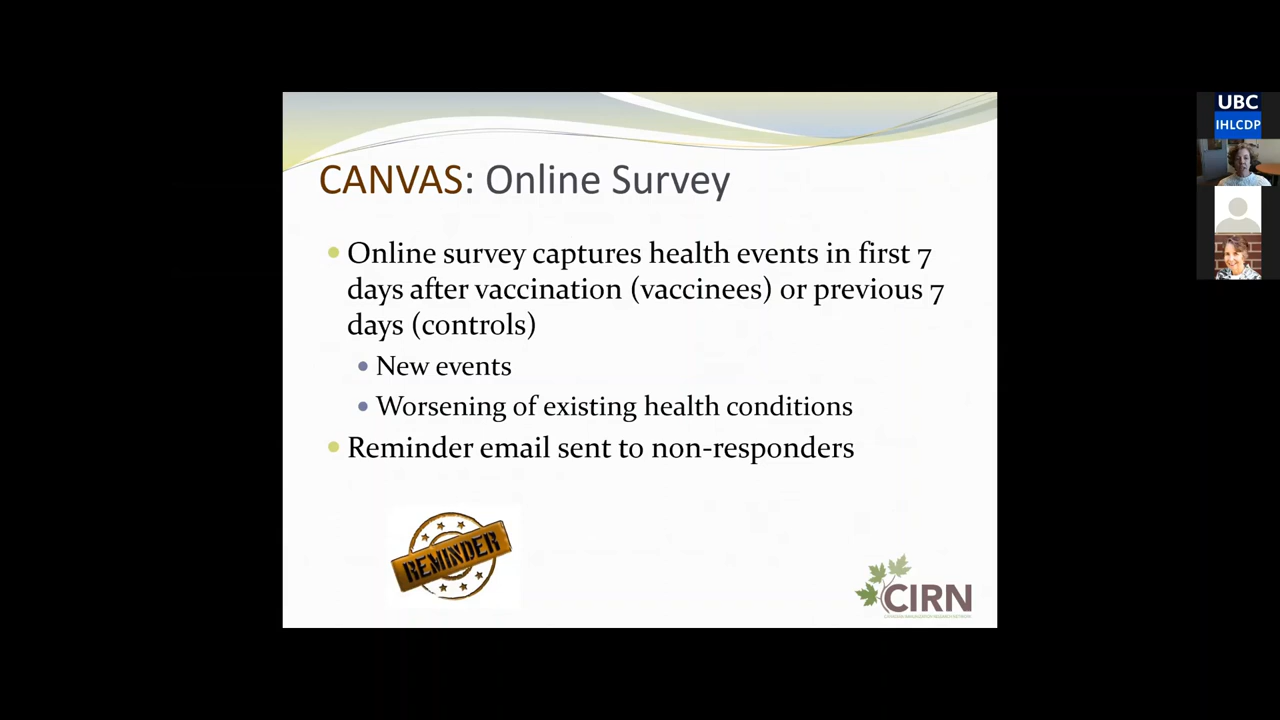 CANVAS: Online Survey
Online survey captures health events in first 7
days after vaccination (vaccinees) or previous 7
days (controls)
New events
Worsening of existing health conditions
Reminder email sent to non-responders
REMINDER
CIRN
UBC
IHLCDP